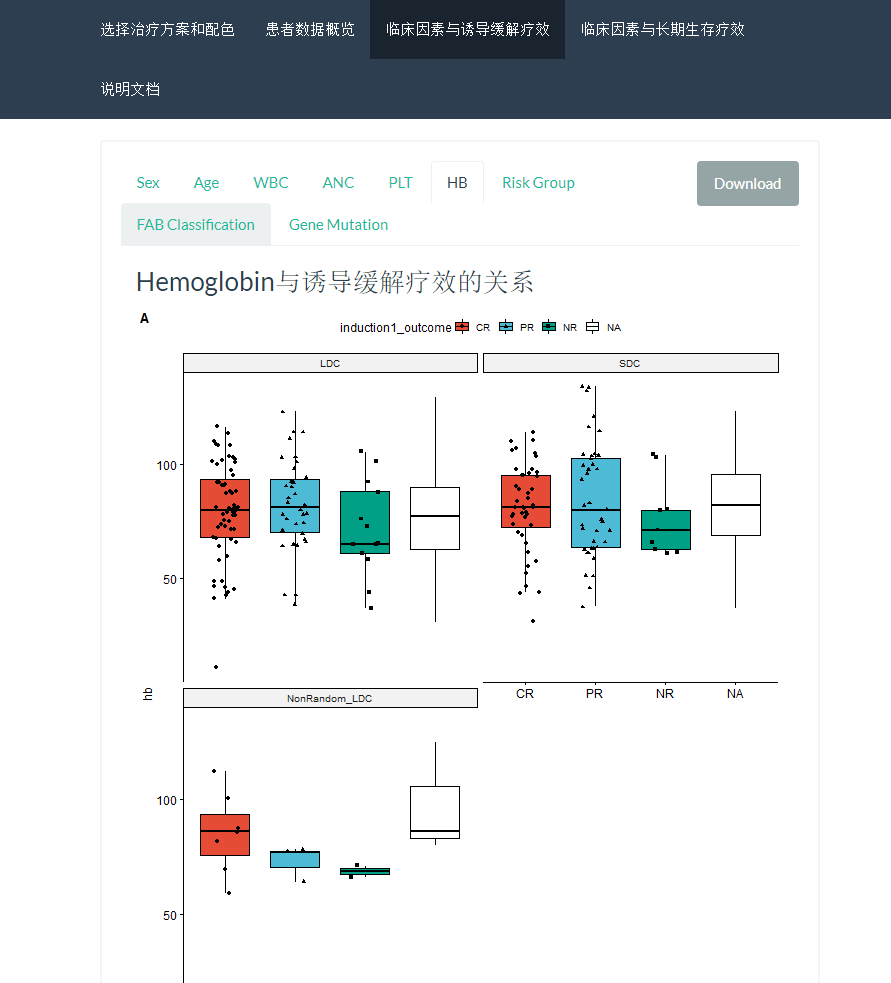 选择治疗方案和配色 患者数据概览 临床因素与诱导缓解疗效 临床因素与长期生存疗效
说明文档
Sex Age WBC ANC PLT HB Risk Group Download
FAB Classification Gene Mutation
Hemoglobin与诱导缓解疗效的关系
A
induction1_outcome CR PR NR NA
LDC SDC
100
50
CR PR NR NA
hb
NonRandom_LDC
100
50